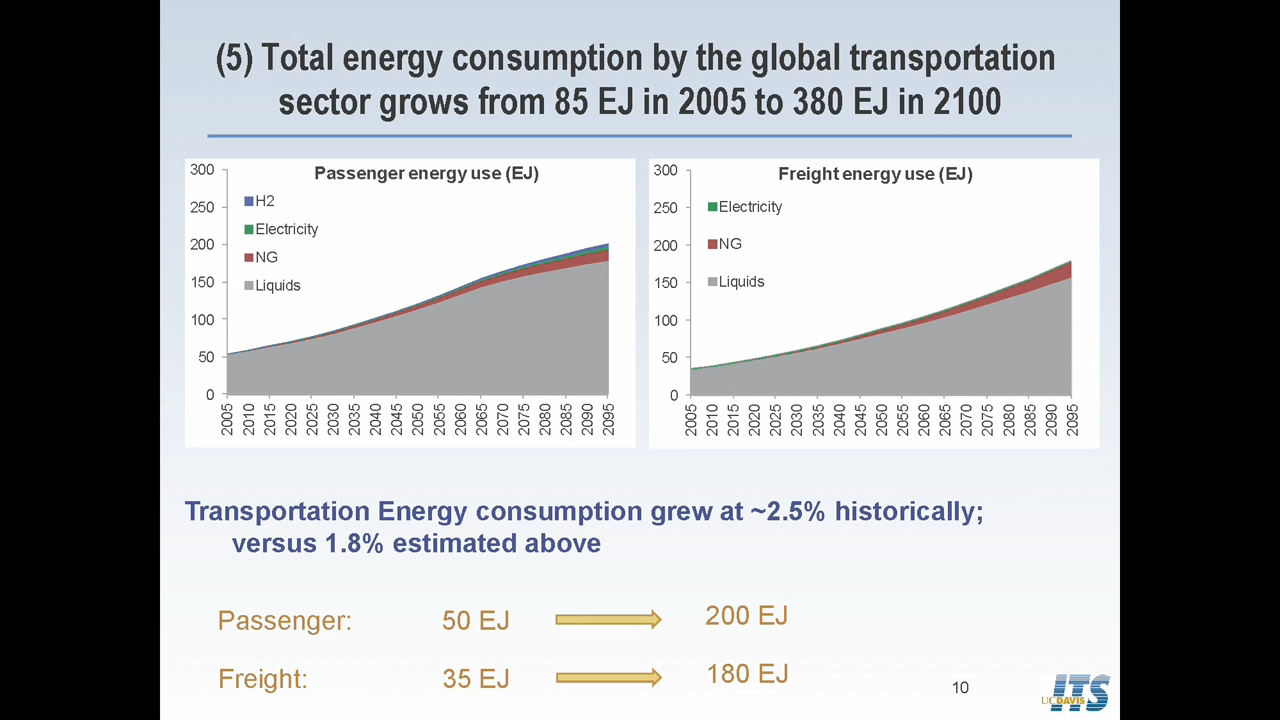 (5) Total energy consumption by the global transportation
sector grows from 85 EJ in 2005 to 380 EJ in 2100
Passenger energy use (EJ)
300
250
200
150
100
50
0
H2
Electricity
NG
Liquids
2005 2010 2015 2020 2025 2030 2035 2040 2045 2050 2055 2060 2065 2070 2075 2080 2085 2090 2095
Freight energy use (EJ)
300
250
200
150
100
50
0
Electricity
NG
Liquids
2005 2010 2015 2020 2025 2030 2035 2040 2045 2050 2055 2060 2065 2070 2075 2080 2085 2090 2095
Transportation Energy consumption grew at ~2.5% historically;
versus 1.8% estimated above
Passenger: 50 EJ 200 EJ
Freight: 35 EJ 180 EJ
10
UCDAVIS ITS